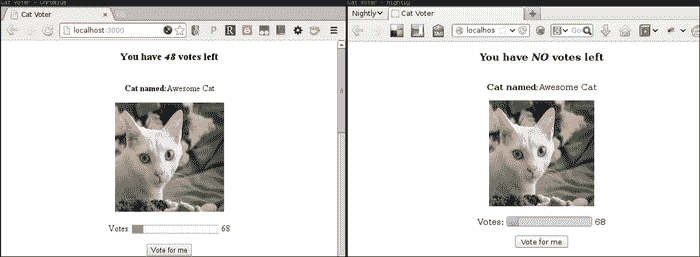 Cat Voter - Chromium
Cat Voter
localhost:3000
You have 48 votes left
Cat named:Awesome Cat
Votes: 68
Vote for me
Cat Voter - Nightly
Nightly
Cat Voter
localhos
Go
You have NO votes left
Cat named:Awesome Cat
Votes: 68
Vote for me